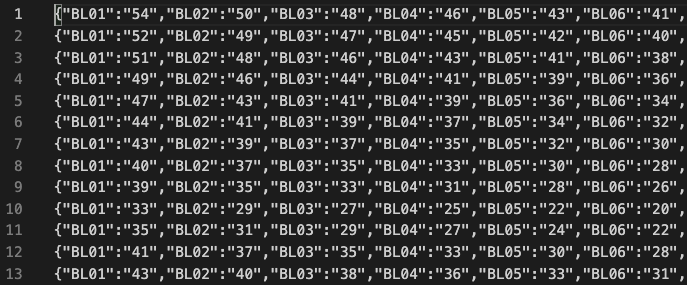 1 {"BL01":"54","BL02":"50","BL03":"48","BL04":"46","BL05":"43","BL06":"41",
2 {"BL01":"52","BL02":"49","BL03":"47","BL04":"45","BL05":"42","BL06":"40",
3 {"BL01":"51","BL02":"48","BL03":"46","BL04":"43","BL05":"41","BL06":"38",
4 {"BL01":"49","BL02":"46","BL03":"44","BL04":"41","BL05":"39","BL06":"36",
5 {"BL01":"47","BL02":"43","BL03":"41","BL04":"39","BL05":"36","BL06":"34",
6 {"BL01":"44","BL02":"41","BL03":"39","BL04":"37","BL05":"34","BL06":"32",
7 {"BL01":"43","BL02":"39","BL03":"37","BL04":"35","BL05":"32","BL06":"30",
8 {"BL01":"40","BL02":"37","BL03":"35","BL04":"33","BL05":"30","BL06":"28",
9 {"BL01":"39","BL02":"35","BL03":"33","BL04":"31","BL05":"28","BL06":"26",
10 {"BL01":"33","BL02":"29","BL03":"27","BL04":"25","BL05":"22","BL06":"20",
11 {"BL01":"35","BL02":"31","BL03":"29","BL04":"27","BL05":"24","BL06":"22",
12 {"BL01":"41","BL02":"37","BL03":"35","BL04":"33","BL05":"30","BL06":"28",
13 {"BL01":"43","BL02":"40","BL03":"38","BL04":"36","BL05":"33","BL06":"31",